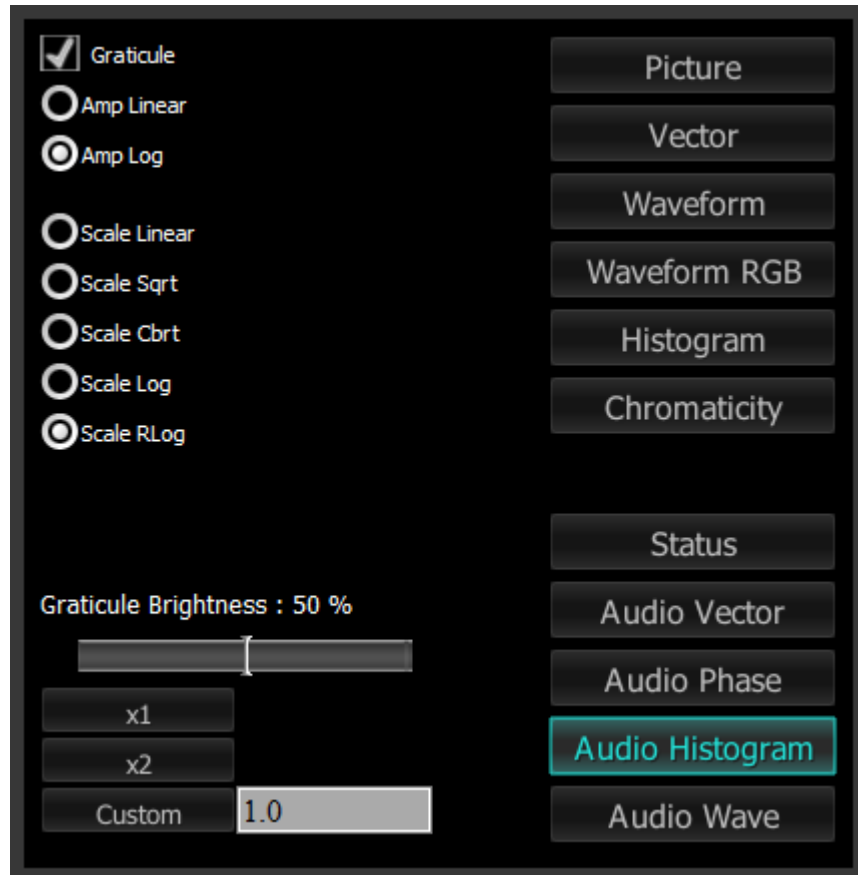 Graticule
Amp Linear
Amp Log
Scale Linear
Scale Sqrt
Scale Cbrt
Scale Log
Scale RLog
Graticule Brightness : 50 %
x1
x2
Custom
1.0
Picture
Vector
Waveform
Waveform RGB
Histogram
Chromaticity
Status
Audio Vector
Audio Phase
Audio Histogram
Audio Wave